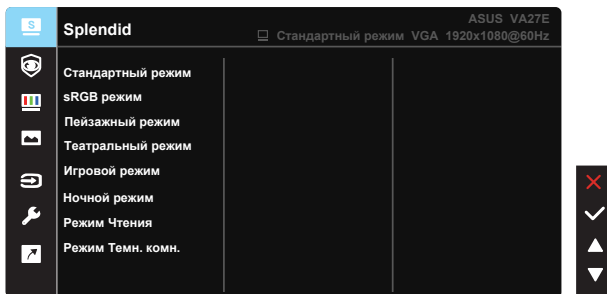 S
Splendid
ASUS VA27E
Стандартный режим VGA 1920x1080@60Hz
Стандартный режим
sRGB режим
Пейзажный режим
Театральный режим
Игровой режим
Ночной режим
Режим Чтения
Режим Темн. комн.